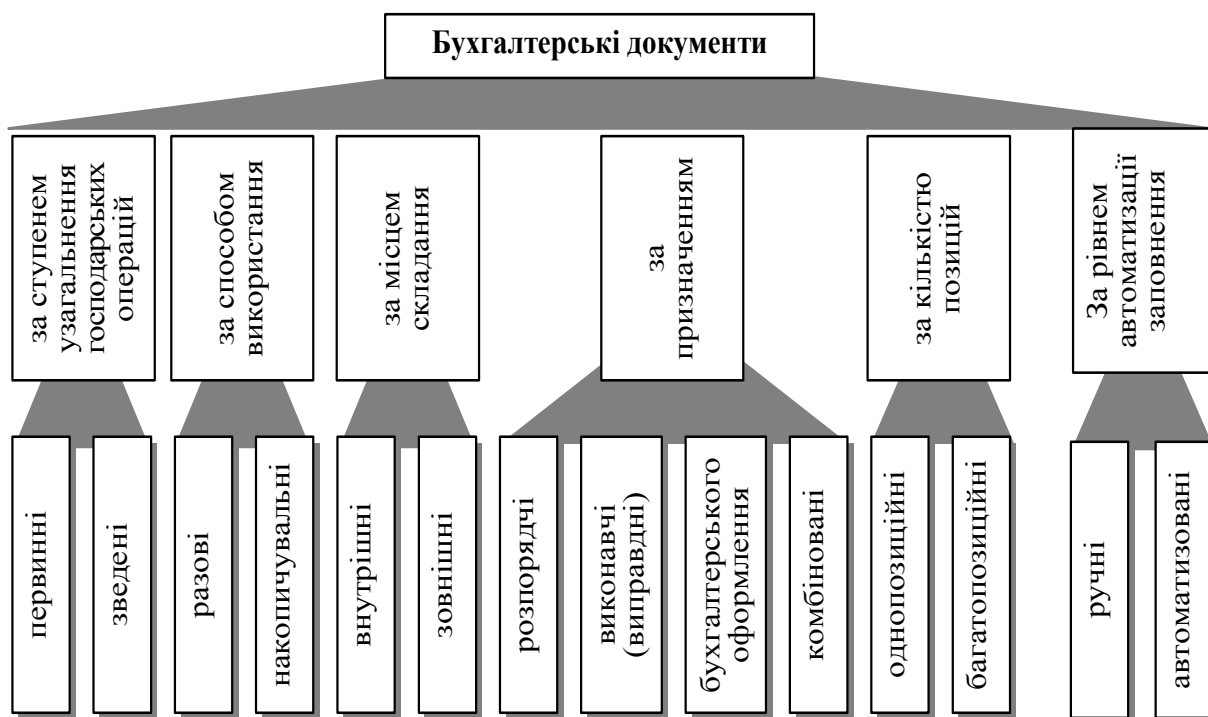 Бухгалтерські документи
за ступенем
узагальнення
господарських
операцій
за способом
використання
за місцем
складання
за
призначенням
за кількістю
позицій
За рівнем
автоматизації
заповнення
первинні
зведені
разові
накопичувальні
внутрішні
зовнішні
розпорядчі
виконавчі
(виправдні)
бухгалтерського
оформлення
комбіновані
однопозиційні
багатопозиційні
ручні
автоматизовані